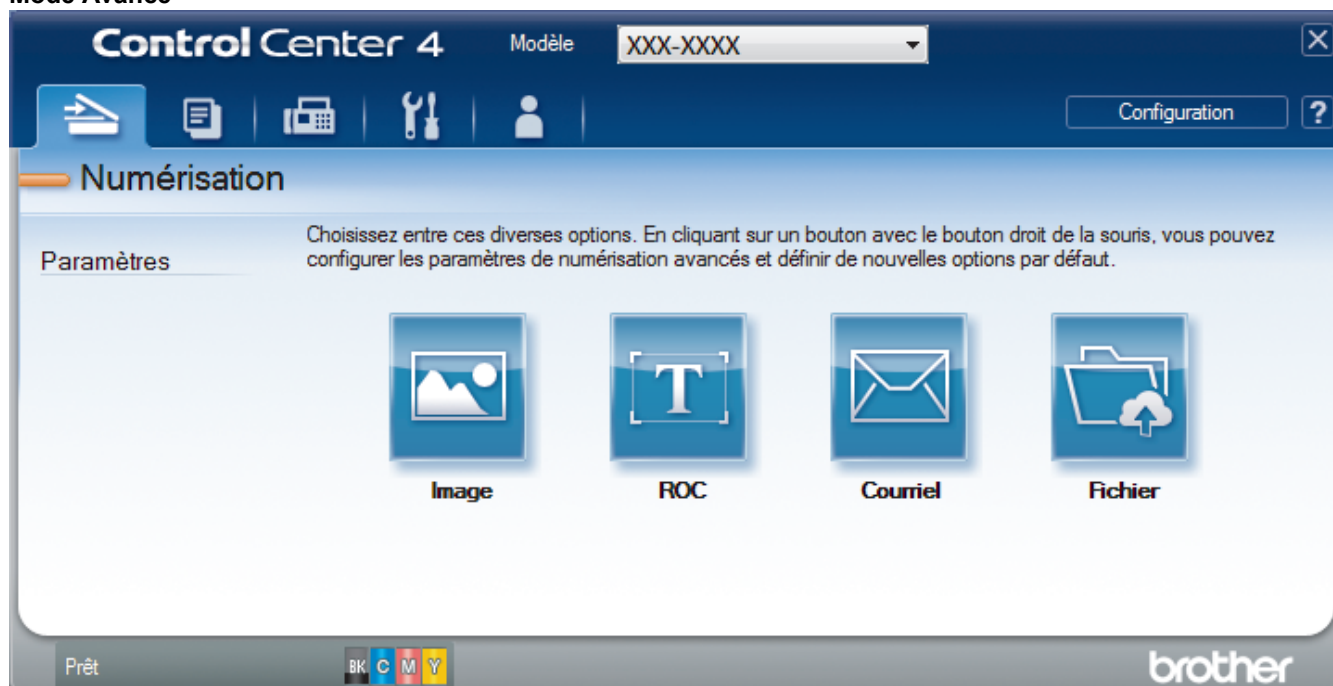 Mode Avancé
Control Center 4 Modèle XXX-XXXX
Configuration ?
Numérisation
Paramètres
Choisissez entre ces diverses options. En cliquant sur un bouton avec le bouton droit de la souris, vous pouvez
configurer les paramètres de numérisation avancés et définir de nouvelles options par défaut.
T
Image ROC Courriel Fichier
Prêt BK C M Y brother